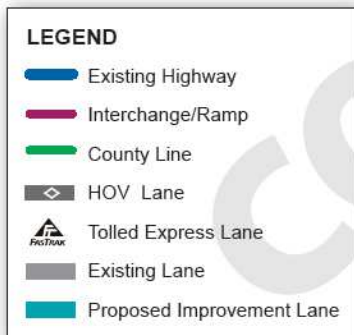 LEGEND
Existing Highway
Interchange/Ramp
County Line
HOV Lane
FASTRAK Tolled Express Lane
Existing Lane
Proposed Improvement Lane